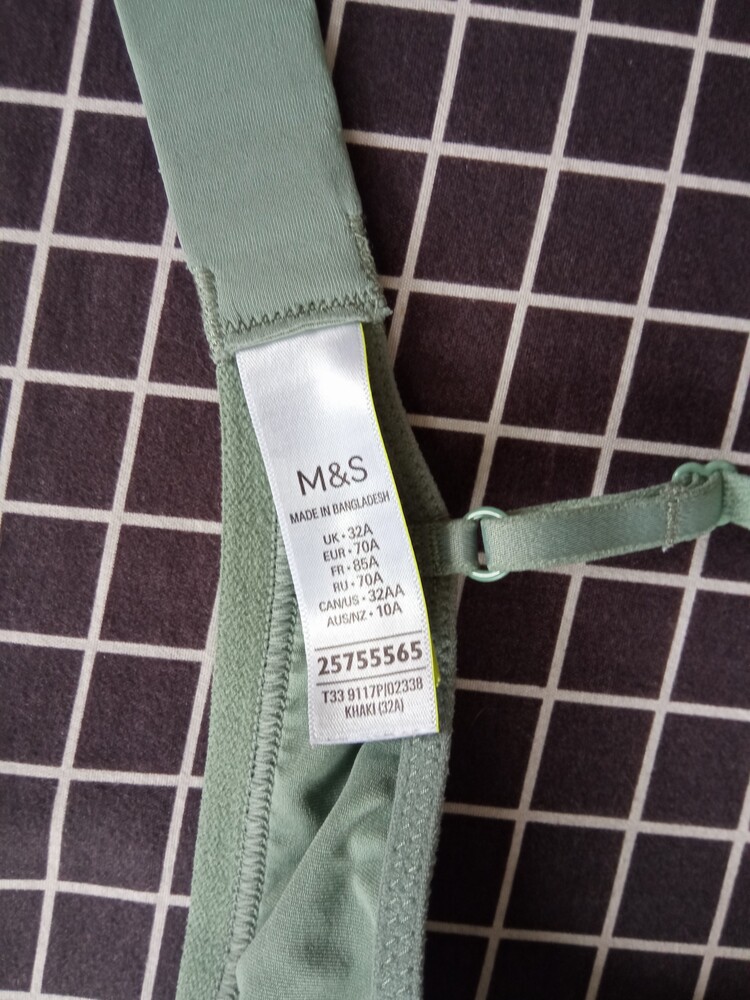 M&S
MADE IN BANGLADESH
UK • 32A
EUR • 70A
FR • 85A
RU • 70A
CAN/US • 32AA
AUS/NZ • 10A
25755565
T33 9117P/02338
KHAKI (32A)